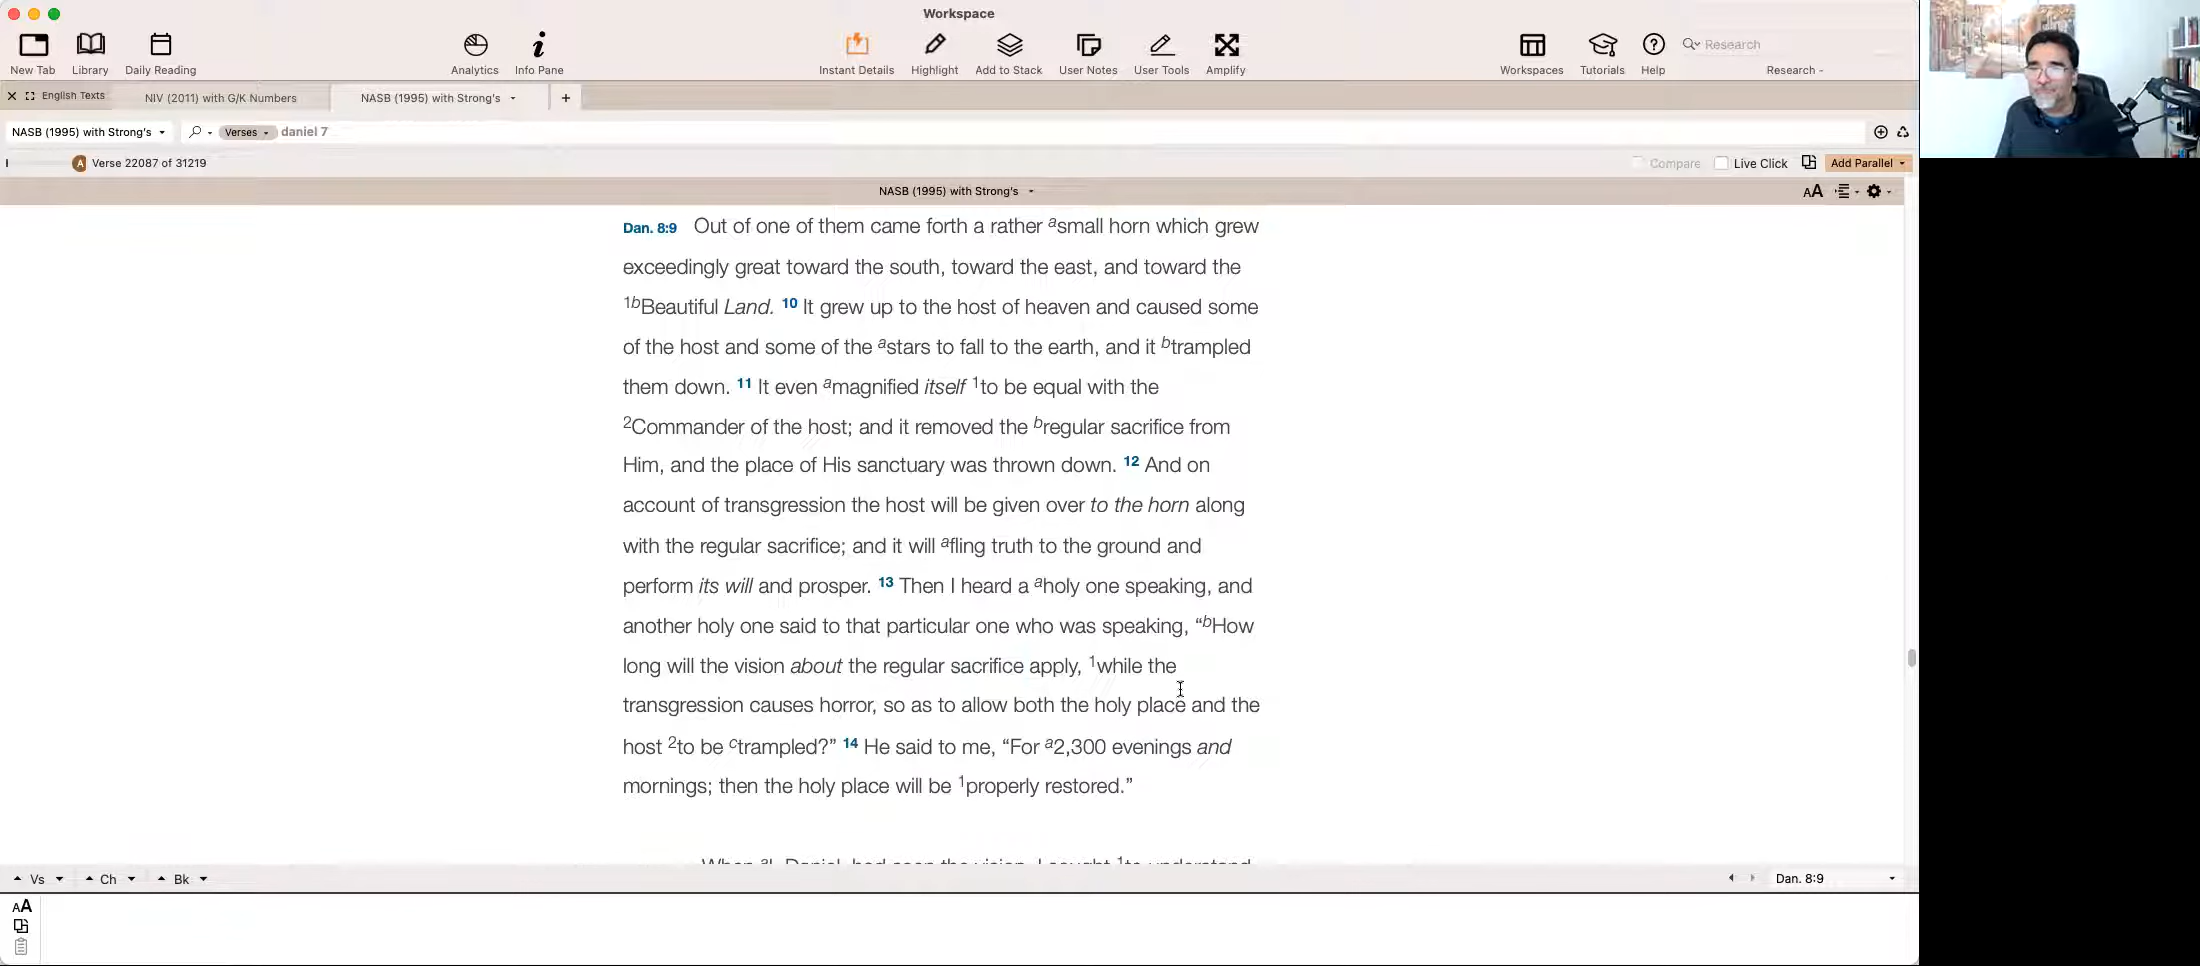 Workspace
New Tab
Library
Daily Reading
Analytics
Info Pane
Instant Details
Highlight
Add to Stack
User Notes
User Tools
Amplify
Workspaces
Tutorials
Help
Research
Research
English Texts
NIV (2011) with G/K Numbers
NASB (1995) with Strong's
NASB (1995) with Strong's
Verses
daniel 7
A Verse 22087 of 31219
Compare
Live Click
Add Parallel
NASB (1995) with Strong's
AA
Dan. 8:9 Out of one of them came forth a rather asmall horn which grew
exceedingly great toward the south, toward the east, and toward the
1bBeautiful Land. 10 It grew up to the host of heaven and caused some
of the host and some of the astars to fall to the earth, and it btrampled
them down. 11 It even amagnified itself 1to be equal with the
2Commander of the host; and it removed the bregular sacrifice from
Him, and the place of His sanctuary was thrown down. 12 And on
account of transgression the host will be given over to the horn along
with the regular sacrifice; and it will afling truth to the ground and
perform its will and prosper. 13 Then I heard a aholy one speaking, and
another holy one said to that particular one who was speaking, “bHow
long will the vision about the regular sacrifice apply, 1while the
transgression causes horror, so as to allow both the holy place and the
host 2to be ctrampled?” 14 He said to me, “For a2,300 evenings and
mornings; then the holy place will be 1properly restored.”
When aI, Daniel, had seen the vision, I sought 1to understand
Vs
Ch
Bk
Dan. 8:9
AA